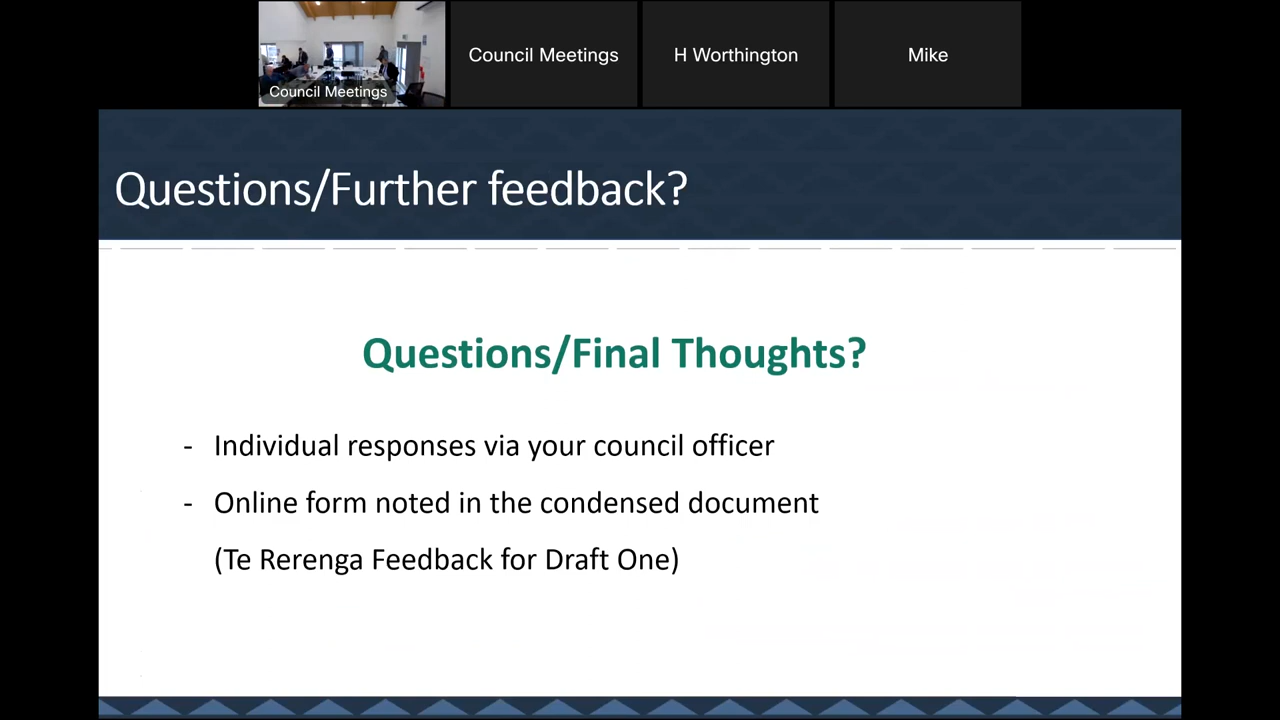 Council Meetings
Council Meetings
H Worthington
Mike
Questions/Further feedback?
Questions/Final Thoughts?
- Individual responses via your council officer
- Online form noted in the condensed document
(Te Rerenga Feedback for Draft One)